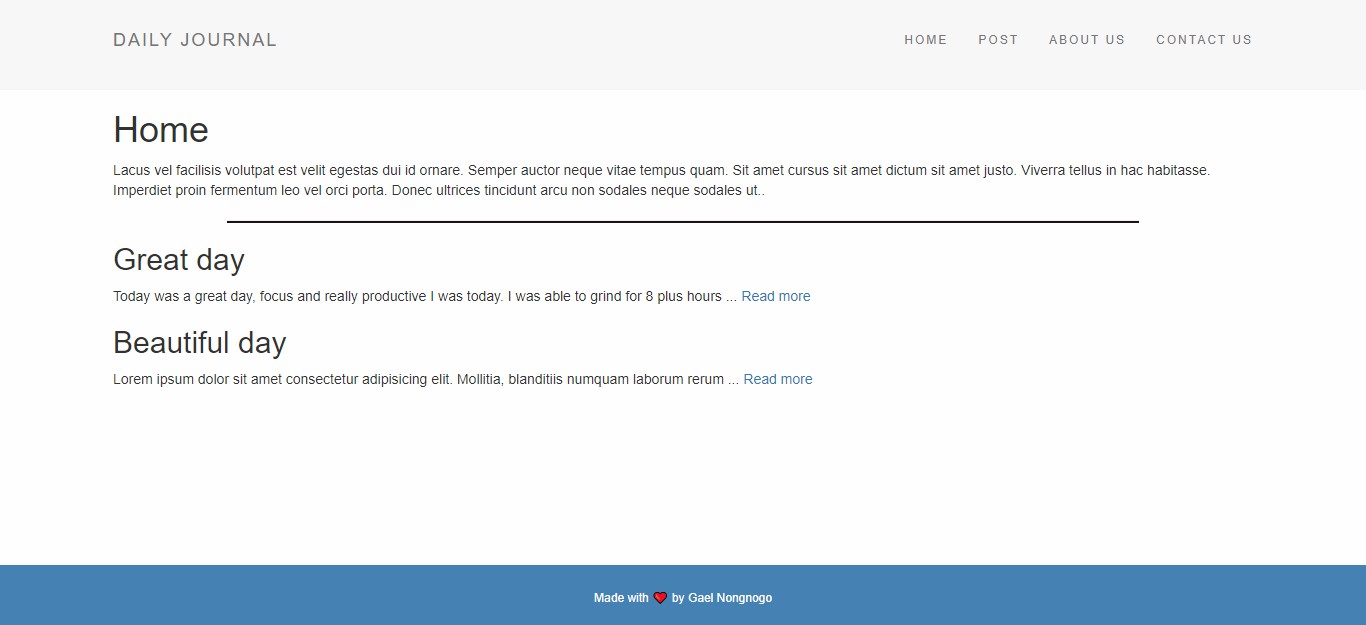 DAILY JOURNAL
HOME POST ABOUT US CONTACT US
Home
Lacus vel facilisis volutpat est velit egestas dui id ornare. Semper auctor neque vitae tempus quam. Sit amet cursus sit amet dictum sit amet justo. Viverra tellus in hac habitasse.
Imperdiet proin fermentum leo vel orci porta. Donec ultrices tincidunt arcu non sodales neque sodales ut..
Great day
Today was a great day, focus and really productive I was today. I was able to grind for 8 plus hours ... Read more
Beautiful day
Lorem ipsum dolor sit amet consectetur adipisicing elit. Mollitia, blanditiis numquam laborum rerum ... Read more
Made with ❤ by Gael Nongnogo